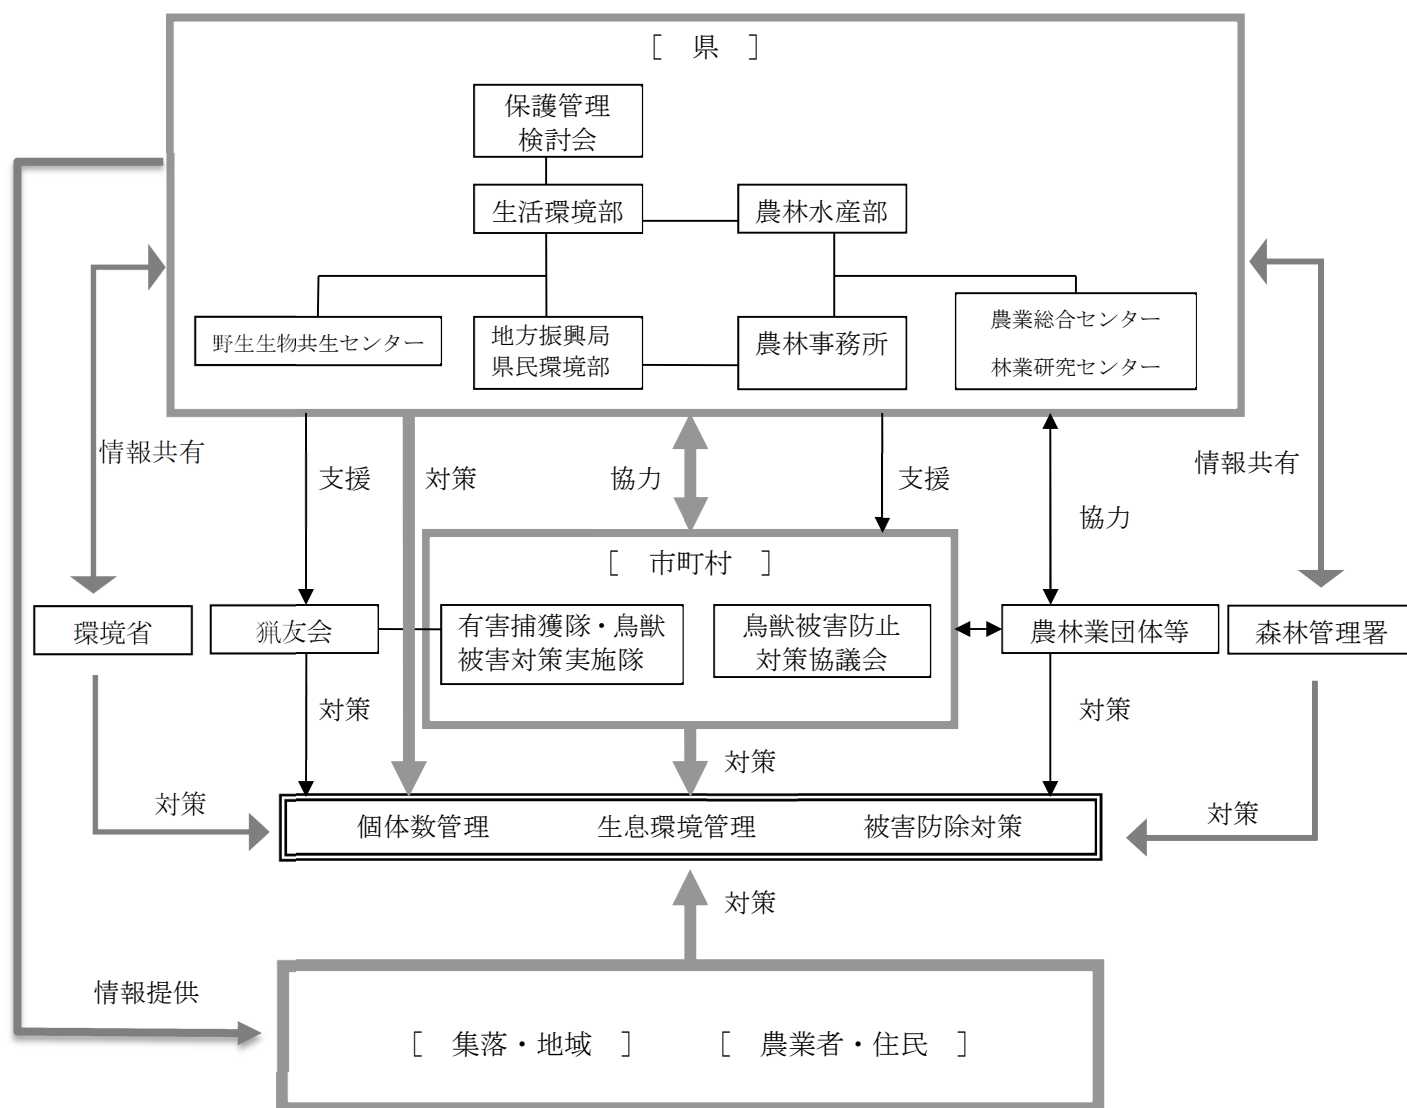 ［　県　］
保護管理
検討会
生活環境部
農林水産部
野生生物共生センター
地方振興局
県民環境部
農林事務所
農業総合センター
林業研究センター
情報共有
支援
対策
協力
支援
協力
情報共有
［　市町村　］
環境省
猟友会
有害捕獲隊・鳥獣
被害対策実施隊
鳥獣被害防止
対策協議会
農林業団体等
森林管理署
対策
対策
対策
対策
対策
個体数管理　生息環境管理　被害防除対策
対策
情報提供
［　集落・地域　］　［　農業者・住民　］